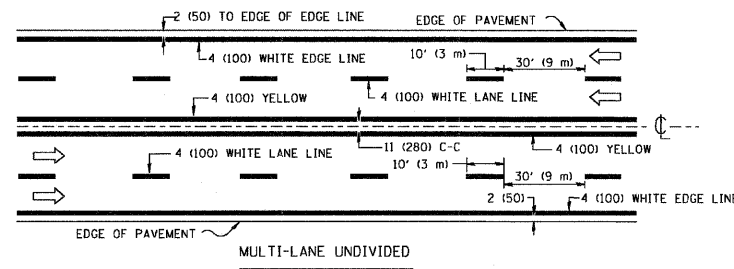 2 (50) TO EDGE OF EDGE LINE
EDGE OF PAVEMENT
4 (100) WHITE EDGE LINE
10' (3 m)
30' (9 m)
4 (100) YELLOW
4 (100) WHITE LANE LINE
℄
11 (280) C-C
4 (100) YELLOW
4 (100) WHITE LANE LINE
10' (3 m)
30' (9 m)
2 (50)
4 (100) WHITE EDGE LINE
EDGE OF PAVEMENT
MULTI-LANE UNDIVIDED